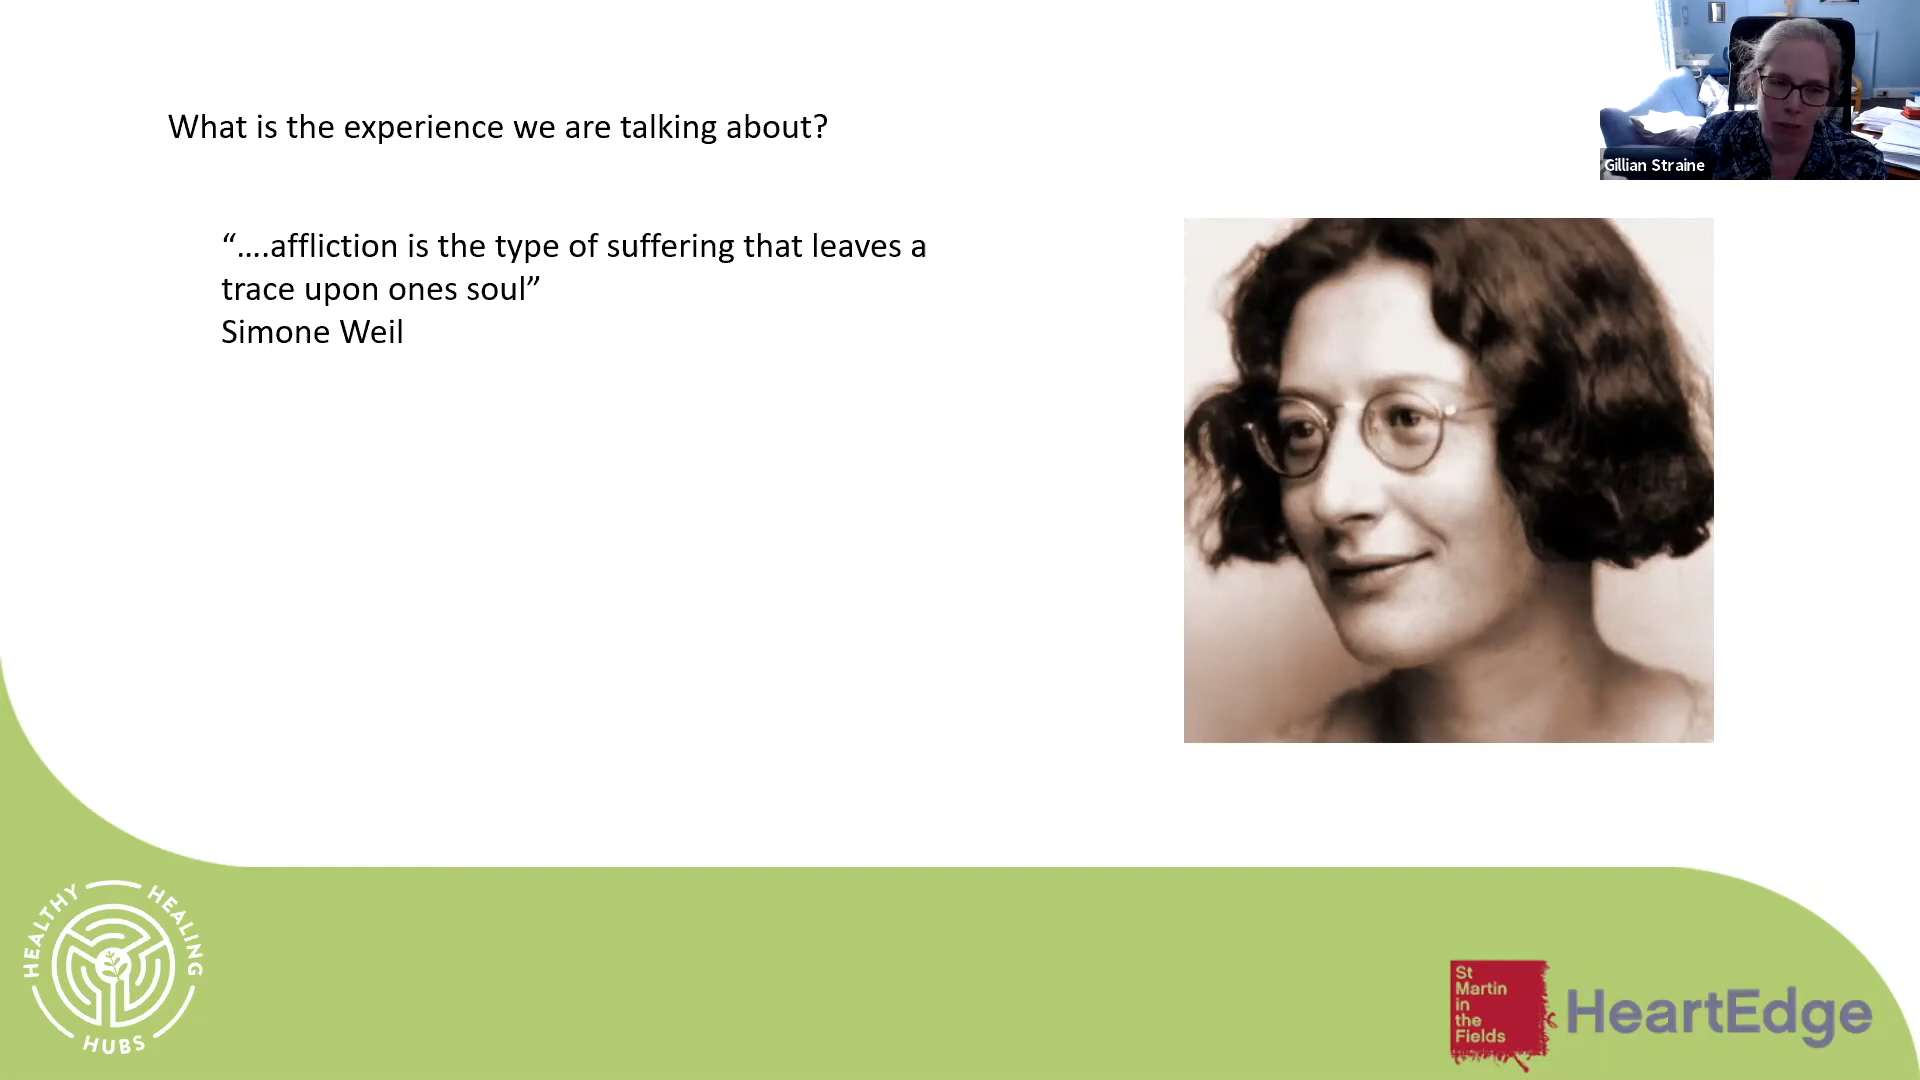 What is the experience we are talking about?
“....affliction is the type of suffering that leaves a
trace upon ones soul”
Simone Weil
Gillian Straine
HEALTHY HEALING
HUBS
St
Martin
in
the
Fields
HeartEdge